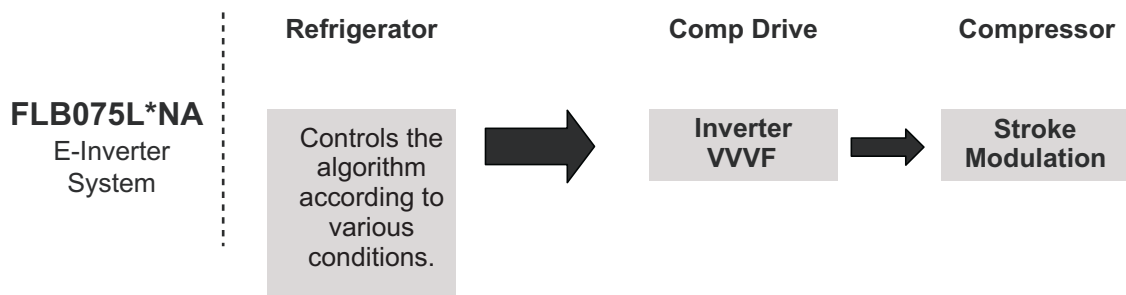 Refrigerator
Comp Drive
Compressor
FLB075L*NA
E-Inverter
System
Controls the
algorithm
according to
various
conditions.
Inverter
VVVF
Stroke
Modulation